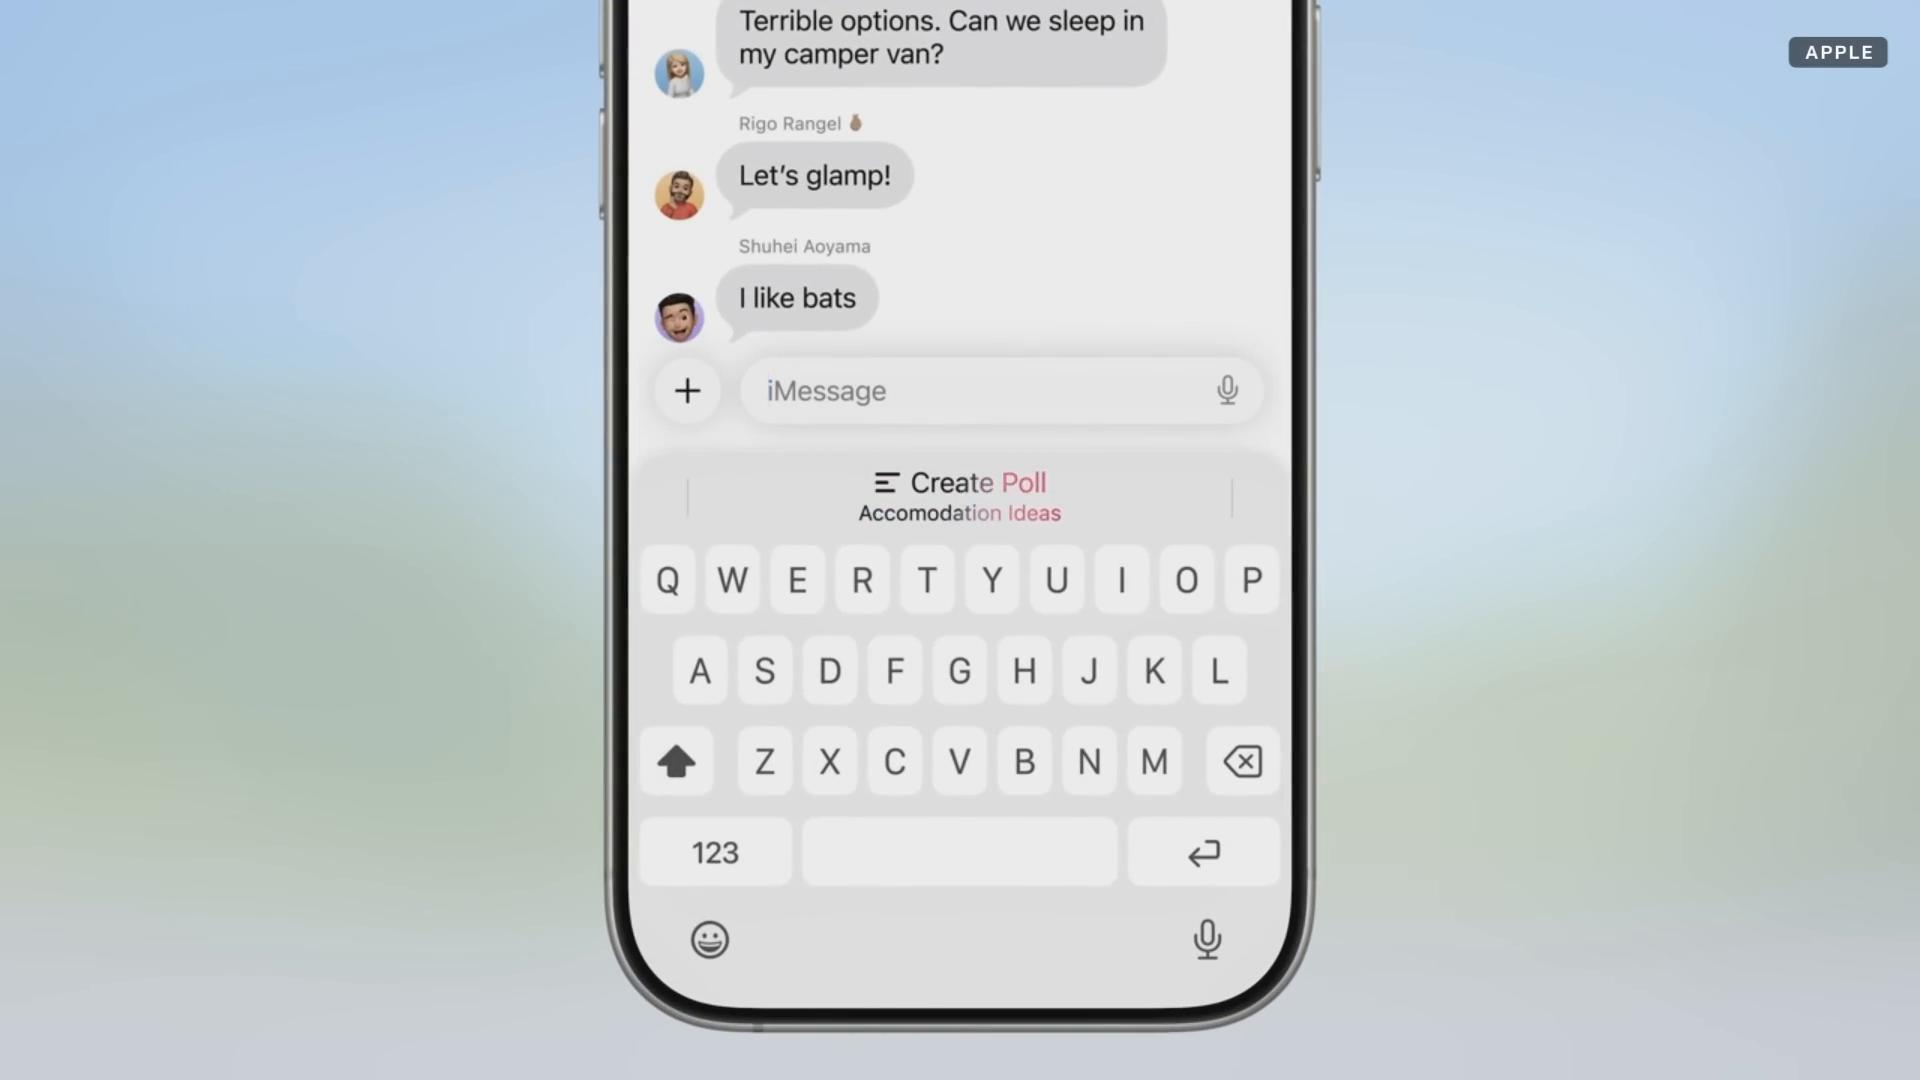 APPLE
Terrible options. Can we sleep in
my camper van?
Rigo Rangel
Let’s glamp!
Shuhei Aoyama
I like bats
iMessage
Create Poll
Accomodation Ideas
Q W E R T Y U I O P
A S D F G H J K L
Z X C V B N M
123